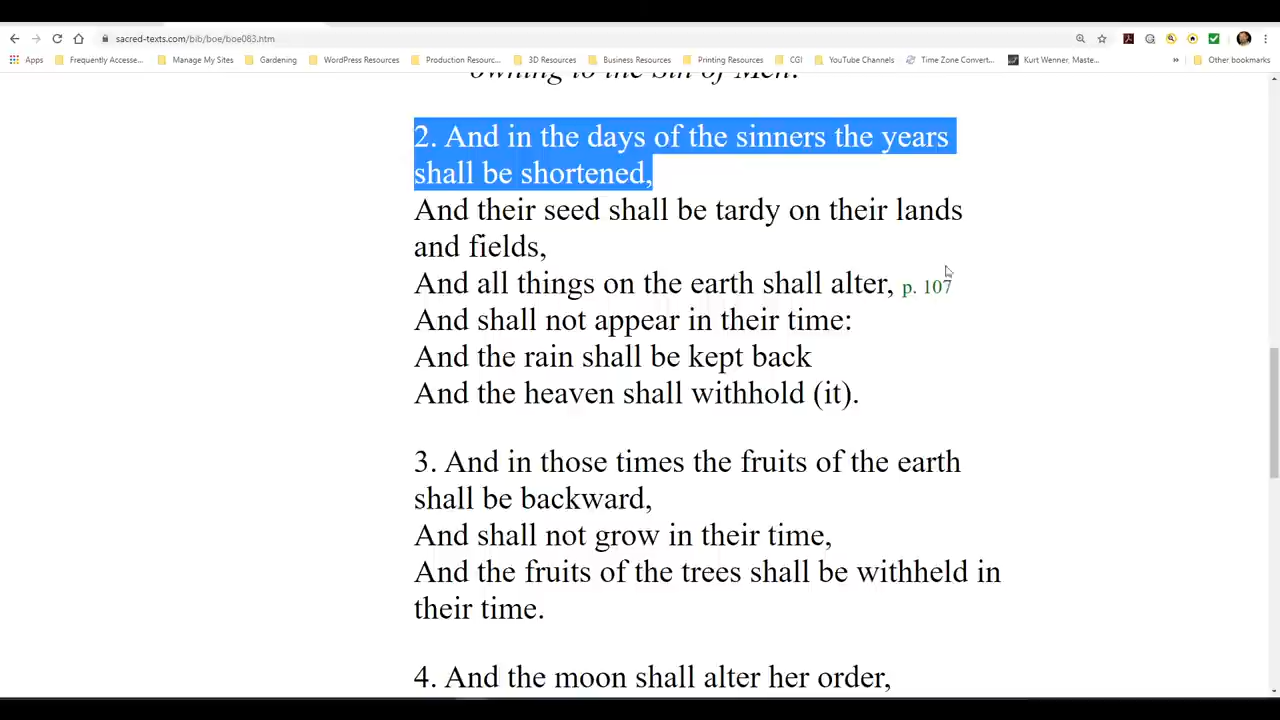 sacred-texts.com/bib/boe/boe083.htm
Apps Frequently Accesse... Manage My Sites Gardening WordPress Resources Production Resourc... 3D Resources Business Resources Printing Resources CGI YouTube Channels Time Zone Convert... Kurt Wenner, Maste... » Other bookmarks
owning to the Sin of Men.
2. And in the days of the sinners the years
shall be shortened,
And their seed shall be tardy on their lands
and fields,
And all things on the earth shall alter, p. 107
And shall not appear in their time:
And the rain shall be kept back
And the heaven shall withhold (it).
3. And in those times the fruits of the earth
shall be backward,
And shall not grow in their time,
And the fruits of the trees shall be withheld in
their time.
4. And the moon shall alter her order,